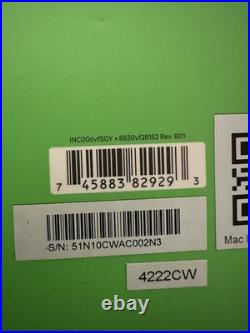 INC006vf5GY • 8830vf28152 Rev. B01
7 45883 82929 3
S/N: 51N10CWAC002N3
Mac
4222CW